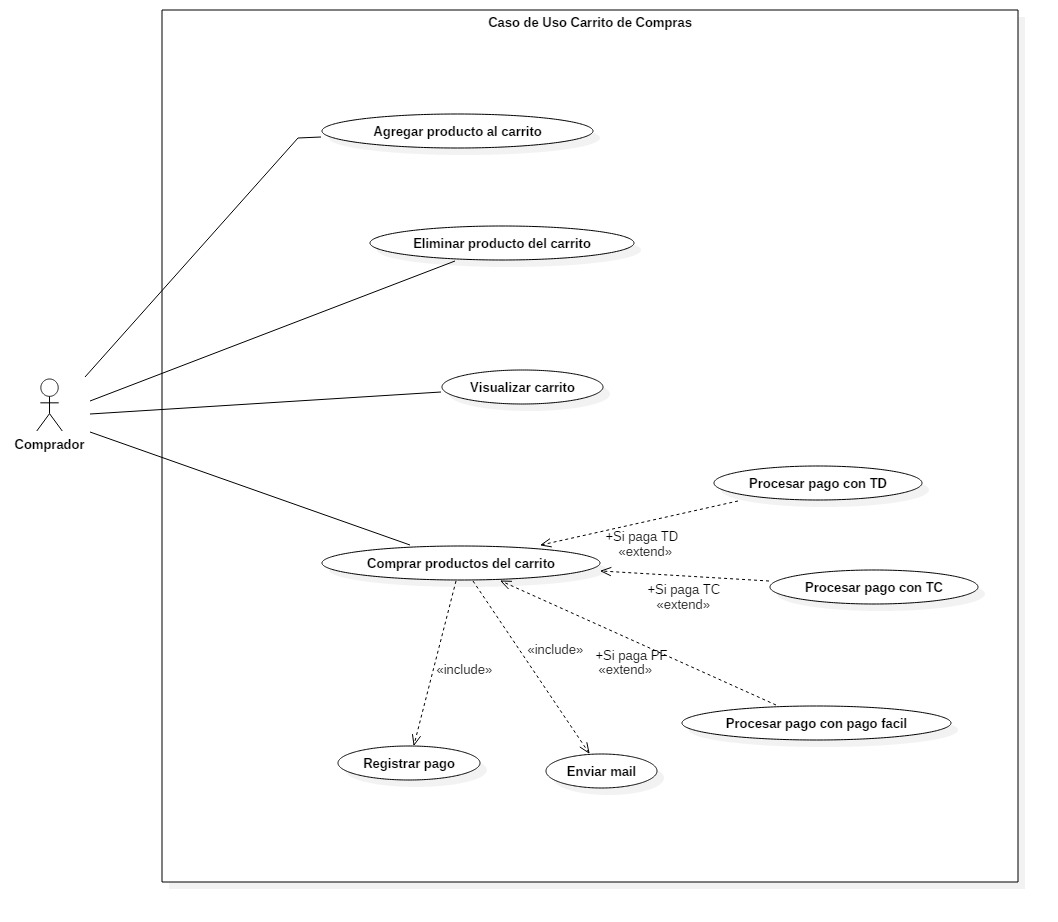 Caso de Uso Carrito de Compras
Agregar producto al carrito
Eliminar producto del carrito
Visualizar carrito
Comprador
Procesar pago con TD
+Si paga TD
«extend»
Comprar productos del carrito
Procesar pago con TC
+Si paga TC
«extend»
«include»
+Si paga PF
«extend»
«include»
Procesar pago con pago facil
Registrar pago
Enviar mail